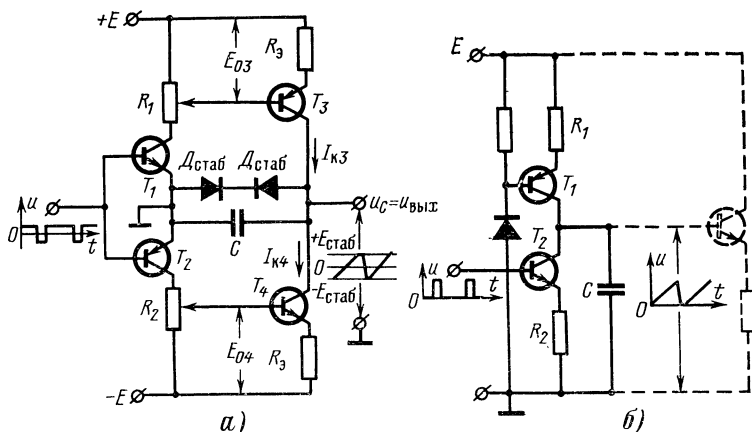 +E
R₁
E₀₃
Rэ
T₃
T₁
Iк3
Дстаб
Дстаб
u
0
t
C
uC=uвых
+Eстаб
0
-Eстаб
T₂
Iк4
T₄
R₂
E₀₄
Rэ
-E
а)
E
R₁
T₁
T₂
u
0
t
R₂
C
u
0
t
б)